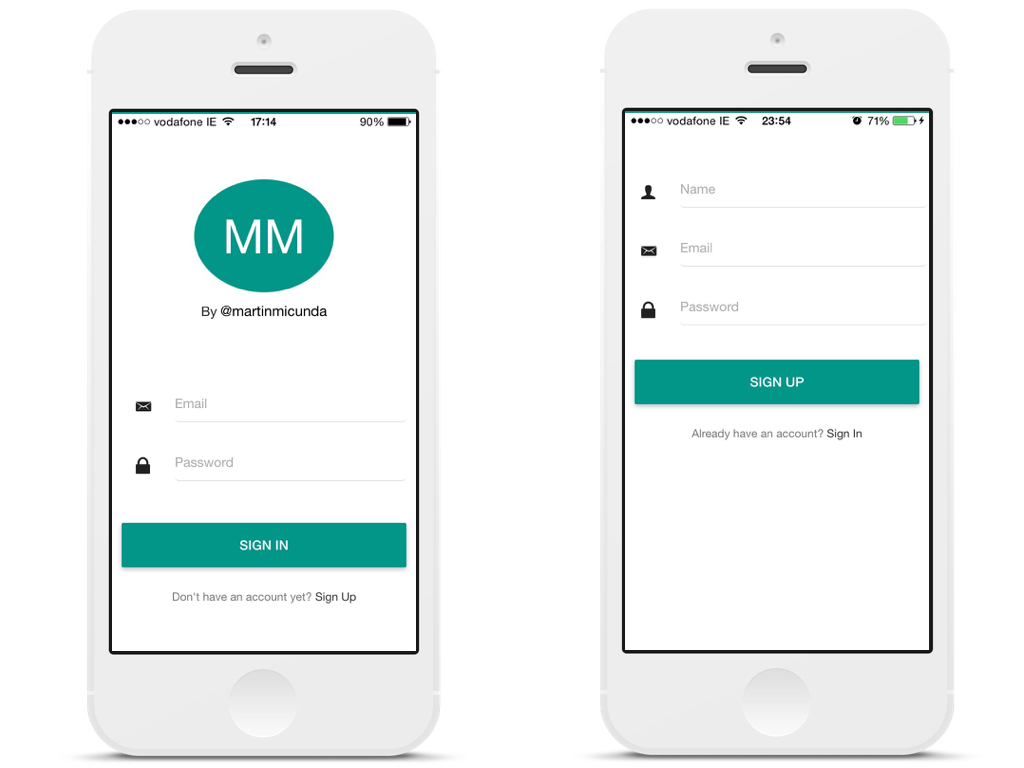 vodafone IE 17:14 90%
MM
By @martinmicunda
Email
Password
SIGN IN
Don't have an account yet? Sign Up
vodafone IE 23:54 71%
Name
Email
Password
SIGN UP
Already have an account? Sign In